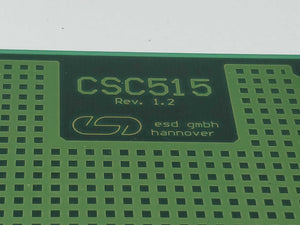 CSC515
Rev. 1.2
esd gmbh
hannover